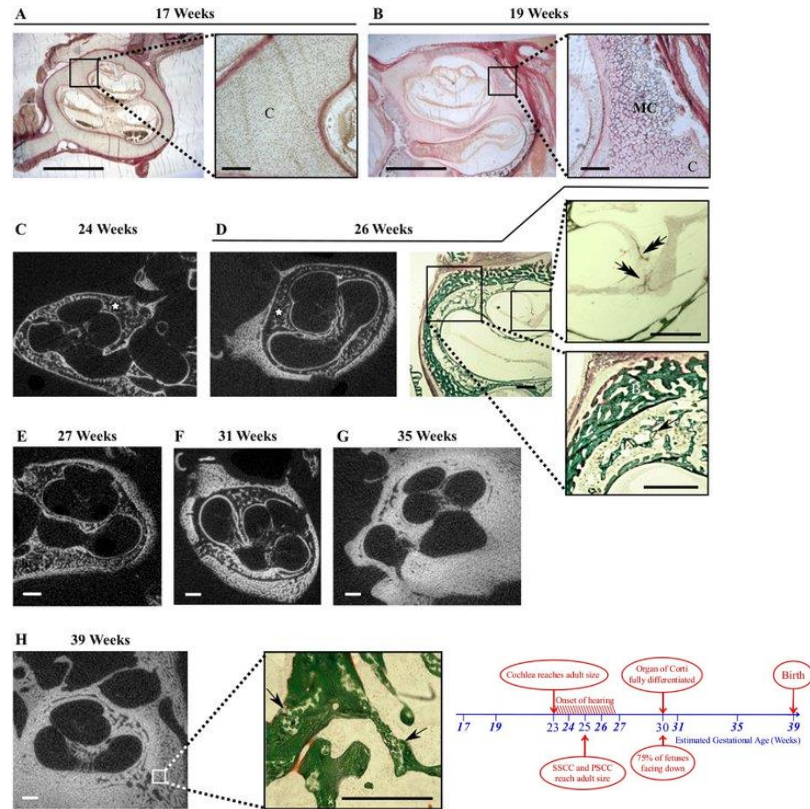 17 Weeks
19 Weeks
A
B
C
MC
C
C
24 Weeks
D
26 Weeks
B
E
27 Weeks
F
31 Weeks
G
35 Weeks
H
39 Weeks
Cochlea reaches adult size
Organ of Corti
fully differentiated
Birth
Onset of hearing
17 19 23 24 25 26 27 30 31 35 39
Estimated Gestational Age (Weeks)
SSCC and PSCC
reach adult size
75% of fetuses
facing down